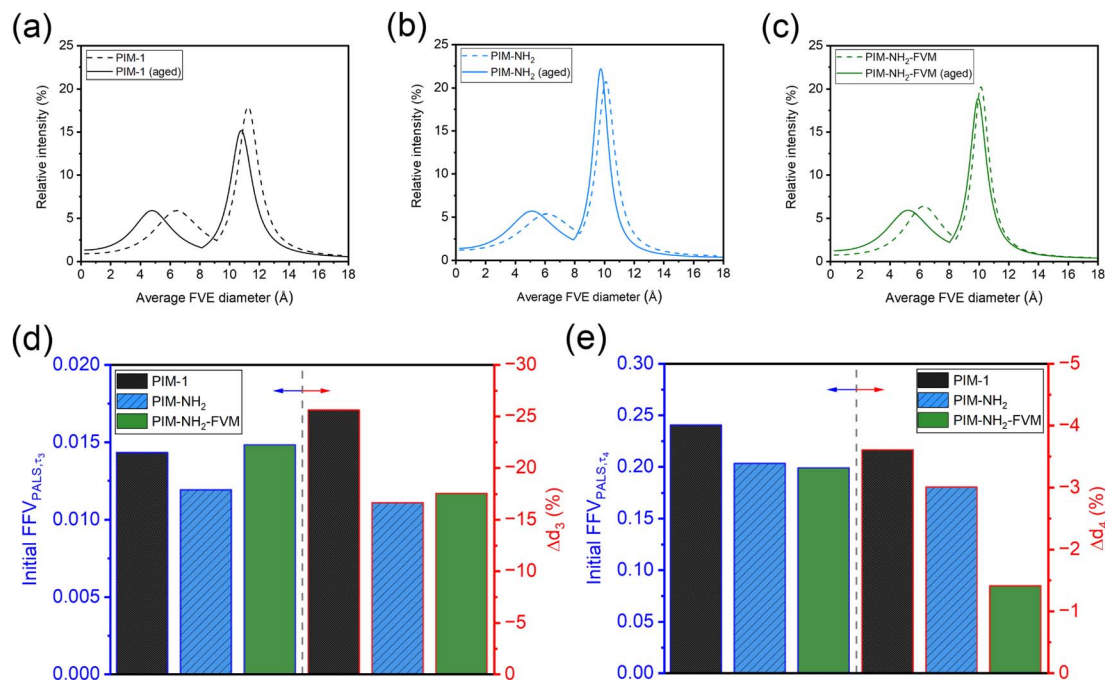 (a)
PIM-1
PIM-1 (aged)
Relative intensity (%)
25
20
15
10
5
0
0 2 4 6 8 10 12 14 16 18
Average FVE diameter (Å)
(b)
PIM-NH₂
PIM-NH₂ (aged)
Relative intensity (%)
25
20
15
10
5
0
0 2 4 6 8 10 12 14 16 18
Average FVE diameter (Å)
(c)
PIM-NH₂-FVM
PIM-NH₂-FVM (aged)
Relative intensity (%)
25
20
15
10
5
0
0 2 4 6 8 10 12 14 16 18
Average FVE diameter (Å)
(d)
PIM-1
PIM-NH₂
PIM-NH₂-FVM
Initial FFV PALS,τ₃
0.020
0.015
0.010
0.005
0.000
−30
−25
−20
−15
−10
−5
0
Δd₃ (%)
(e)
PIM-1
PIM-NH₂
PIM-NH₂-FVM
Initial FFV PALS,τ₄
0.30
0.25
0.20
0.15
0.10
0.05
0.00
−5
−4
−3
−2
−1
0
Δd₄ (%)